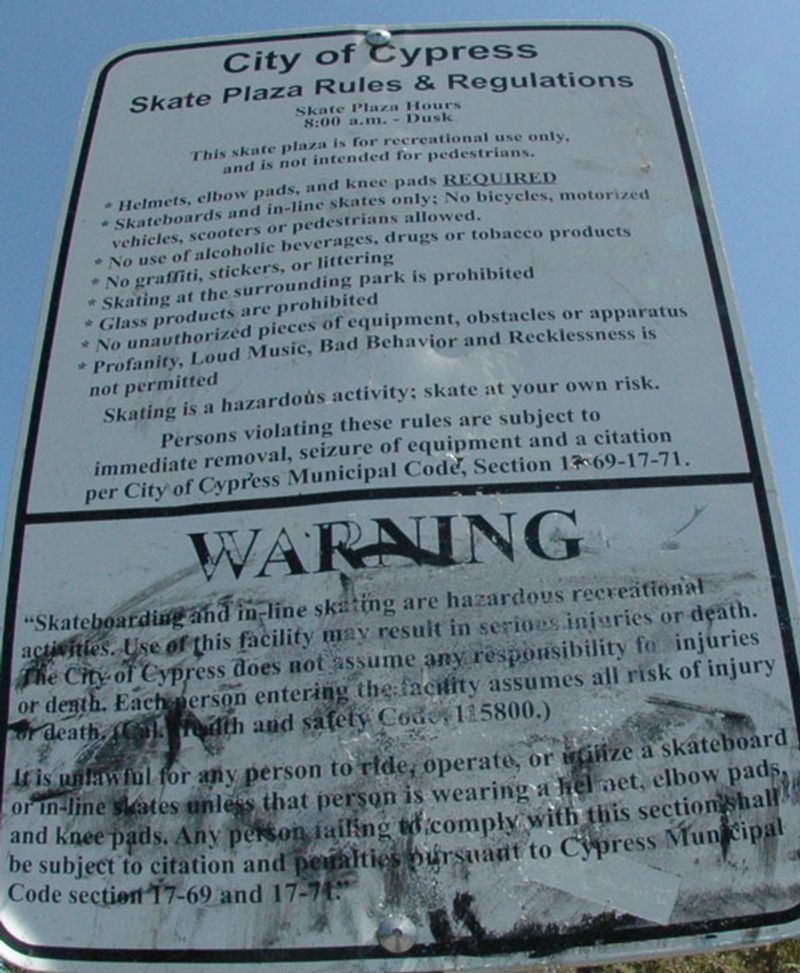 City of Cypress
Skate Plaza Rules & Regulations
Skate Plaza Hours
8:00 a.m. - Dusk
This skate plaza is for recreational use only,
and is not intended for pedestrians.
* Helmets, elbow pads, and knee pads REQUIRED
* Skateboards and in-line skates only; No bicycles, motorized
vehicles, scooters or pedestrians allowed.
* No use of alcoholic beverages, drugs or tobacco products
* No graffiti, stickers, or littering
* Skating at the surrounding park is prohibited
* Glass products are prohibited
* No unauthorized pieces of equipment, obstacles or apparatus
* Profanity, Loud Music, Bad Behavior and Recklessness is
not permitted
Skating is a hazardous activity; skate at your own risk.
Persons violating these rules are subject to
immediate removal, seizure of equipment and a citation
per City of Cypress Municipal Code, Section 17-69-17-71.
WARNING
"Skateboarding and in-line skating are hazardous recreational
activities. Use of this facility may result in serious injuries or death.
The City of Cypress does not assume any responsibility for injuries
or death. Each person entering the facility assumes all risk of injury
or death. (Cal. Health and safety Code, 115800.)
It is unlawful for any person to ride, operate, or utilize a skateboard
or in-line skates unless that person is wearing a helmet, elbow pads,
and knee pads. Any person failing to comply with this section shall
be subject to citation and penalties pursuant to Cypress Municipal
Code section 17-69 and 17-71."